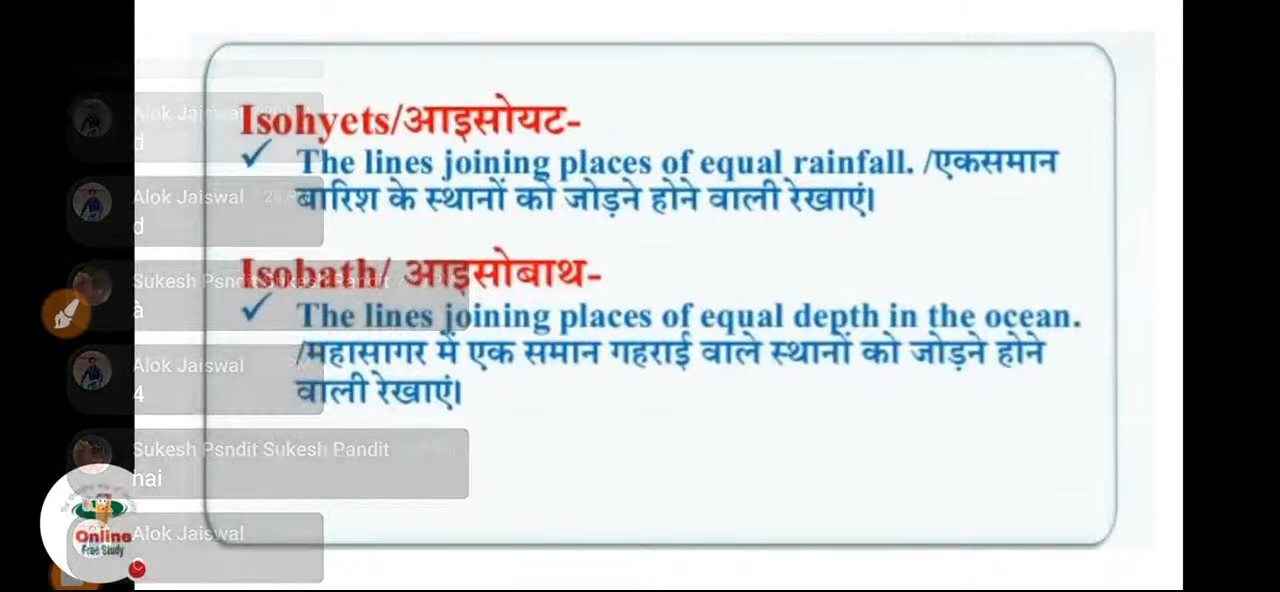 Isohyets/आइसोयट-
✓ The lines joining places of equal rainfall. /एकसमान
बारिश के स्थानों को जोड़ने होने वाली रेखाएं।
Isobath/ आइसोबाथ-
✓ The lines joining places of equal depth in the ocean.
/महासागर में एक समान गहराई वाले स्थानों को जोड़ने होने
वाली रेखाएं।
Alok Jaiswal
d
Alok Jaiswal
d
Sukesh Psndit Sukesh Pandit
à
Alok Jaiswal
4
Sukesh Psndit Sukesh Pandit
hai
Alok Jaiswal
Online
Free Study